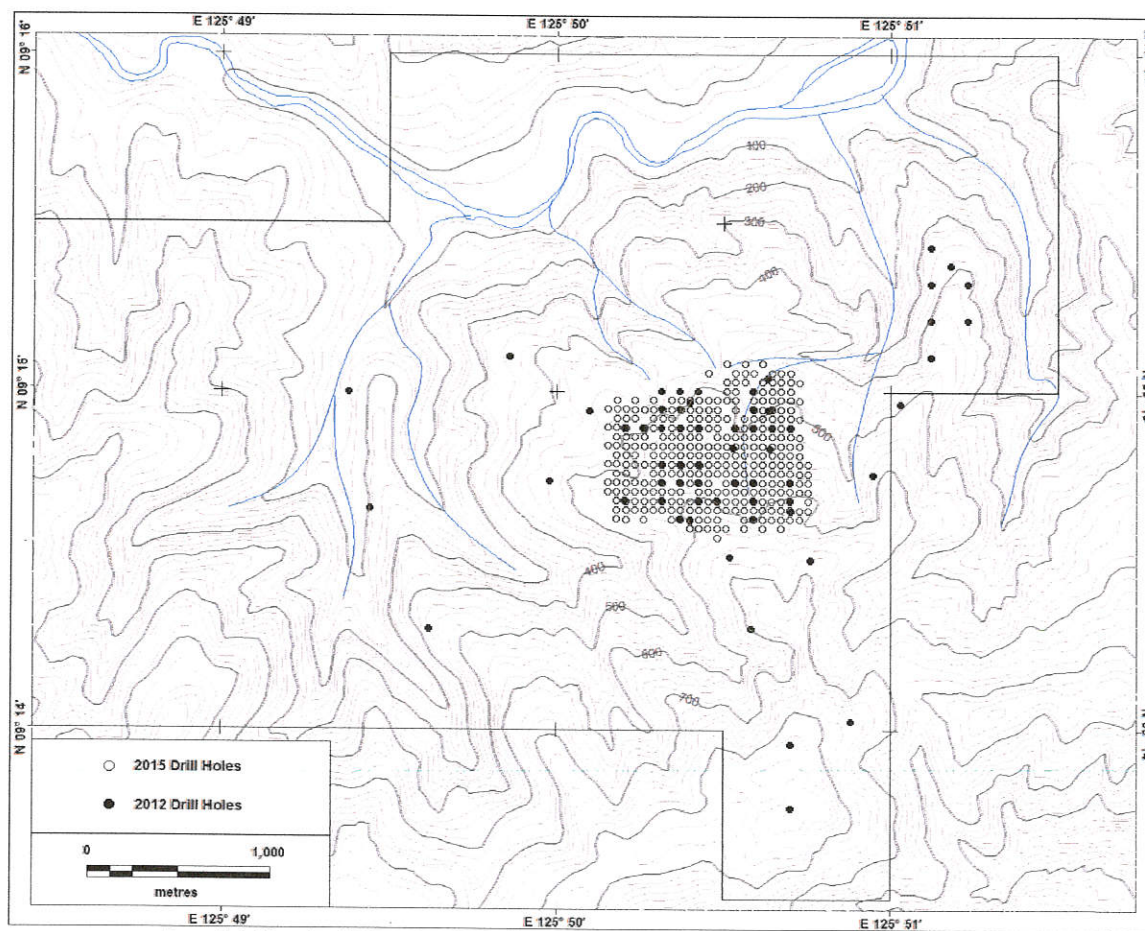 E 125° 49'
E 125° 50'
E 125° 51'
N 09° 16'
100
200
300
400
N 09° 15'
500
400
500
600
700
N 09° 14'
2015 Drill Holes
2012 Drill Holes
0 1,000
metres
E 125° 49'
E 125° 50'
E 125° 51'